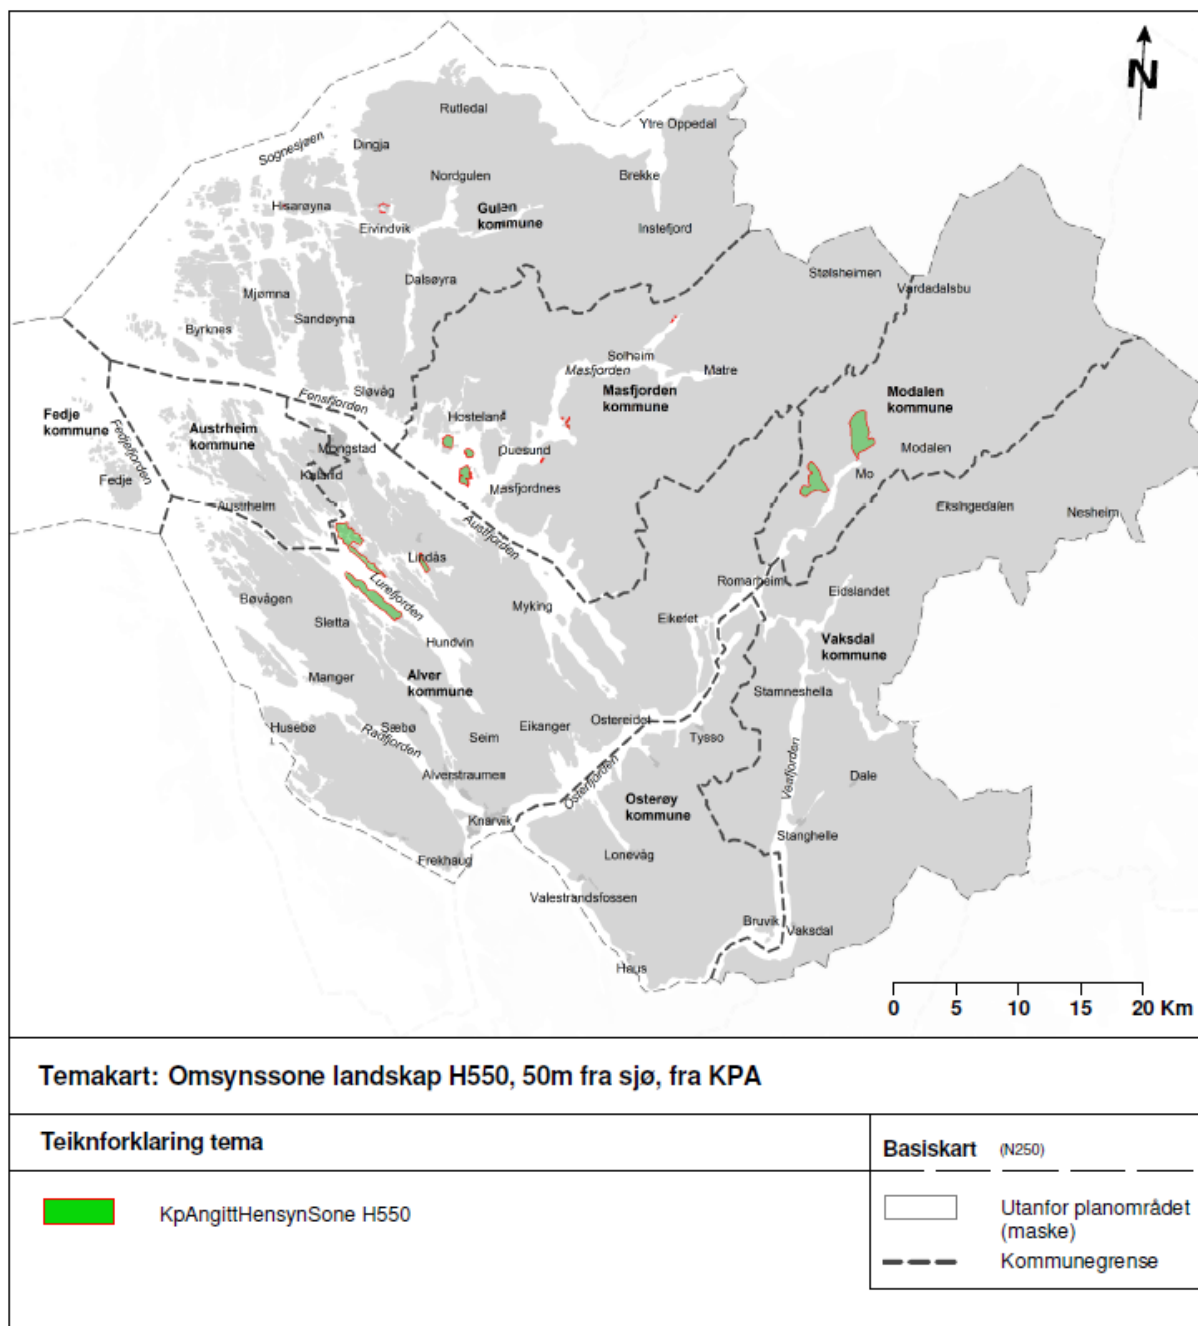 N
Rutledal
Ytre Oppedal
Sognesjøen
Dingja
Nordgulen
Brekke
Hisarøyna
Gulen
kommune
Eivindvik
Instefjord
Dalsøyra
Stølsheimen
Vardadalsbu
Mjømna
Sandøyna
Byrknes
Solheim
Masfjorden
Matre
Sløvåg
Masfjorden
kommune
Modalen
kommune
Fensfjorden
Fedje
kommune
Fedjefjorden
Austrheim
kommune
Hosteland
Mongstad
Duesund
Modalen
Kaland
Mo
Fedje
Masfjordnes
Austrheim
Eksingedalen
Nesheim
Austfjorden
Lindås
Romarheim
Lurefjorden
Eidslandet
Bøvågen
Myking
Sletta
Eikefet
Hundvin
Vaksdal
kommune
Manger
Alver
kommune
Stamneshella
Husebø
Sæbø
Radfjorden
Seim
Eikanger
Ostereidet
Tysso
Veafjorden
Alverstraumen
Dale
Osterfjorden
Osterøy
kommune
Knarvik
Stanghelle
Frekhaug
Lonevåg
Valestrandsfossen
Bruvik
Vaksdal
Haus
0 5 10 15 20 Km
Temakart: Omsynssone landskap H550, 50m fra sjø, fra KPA
Teiknforklaring tema
KpAngittHensynSone H550
Basiskart (N250)
Utanfor planområdet
(maske)
Kommunegrense